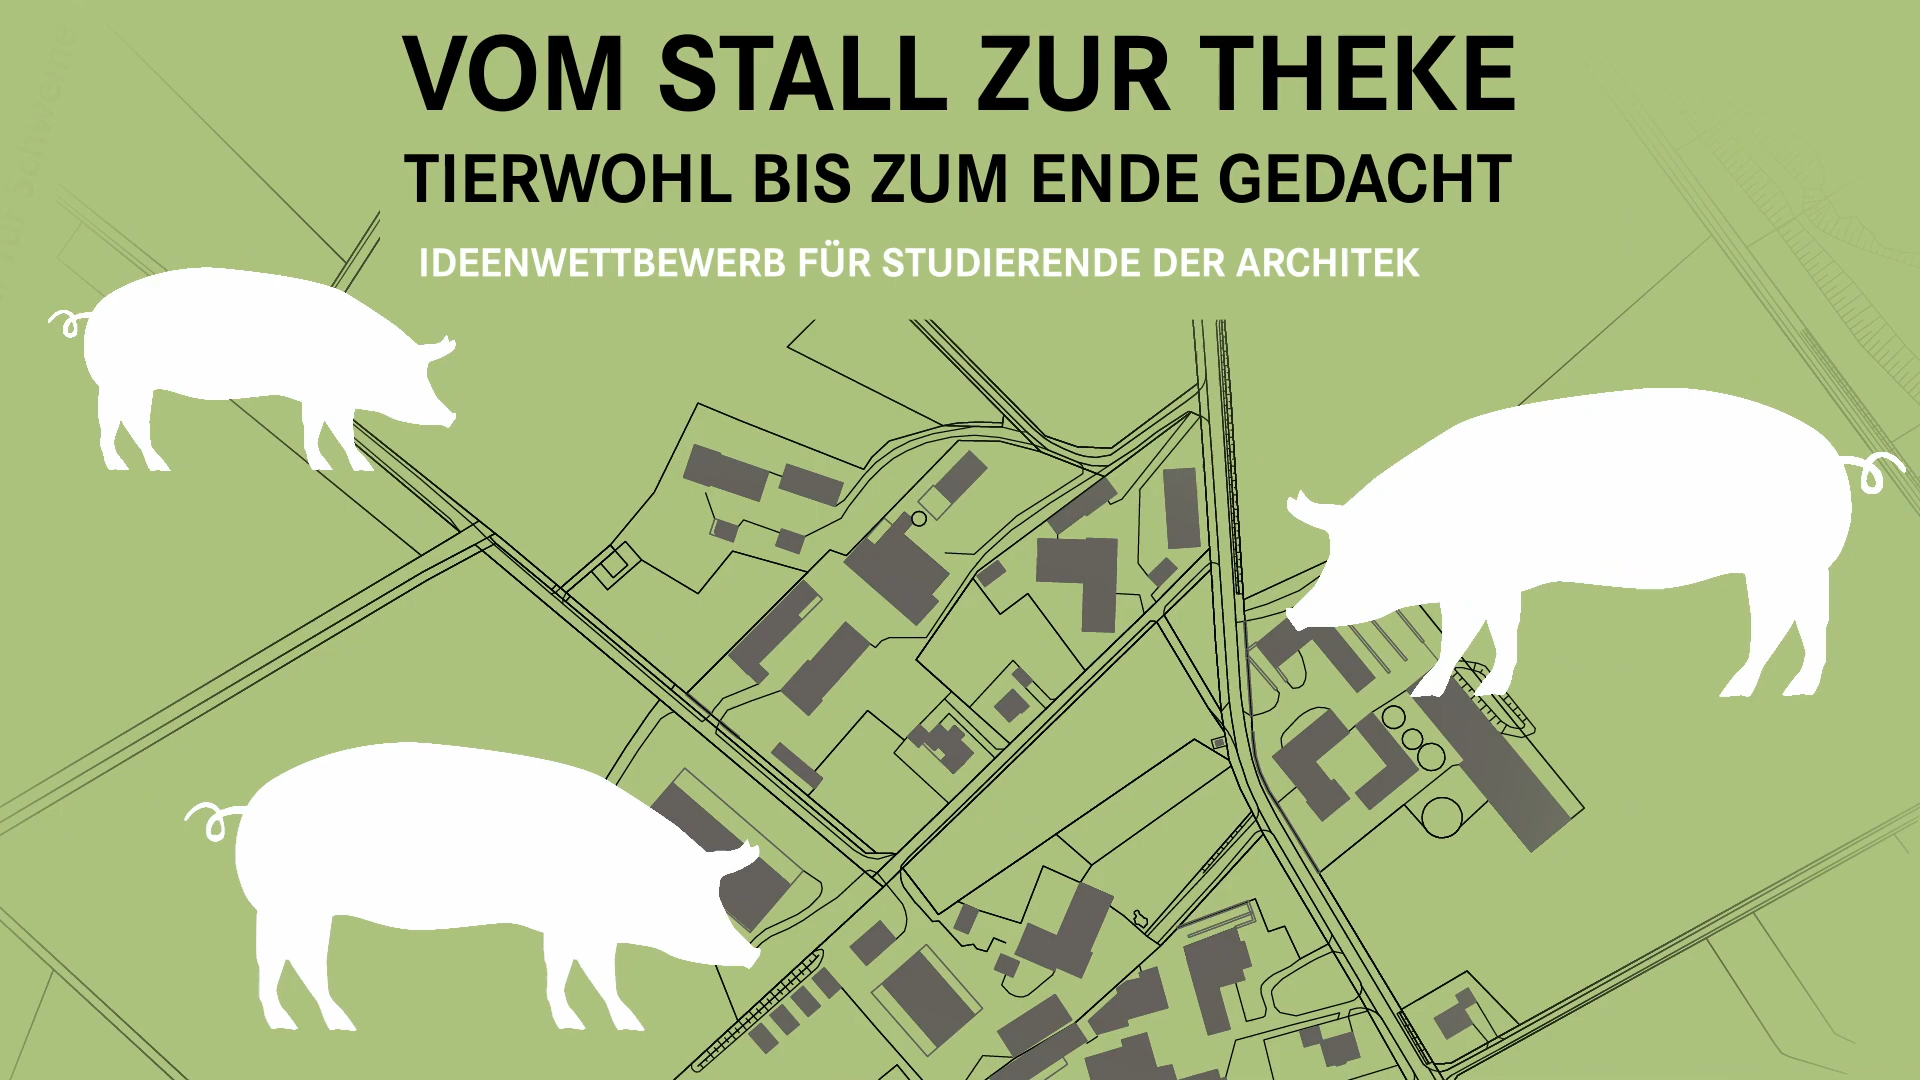 VOM STALL ZUR THEKE
TIERWOHL BIS ZUM ENDE GEDACHT
IDEENWETTBEWERB FÜR STUDIERENDE DER ARCHITEK